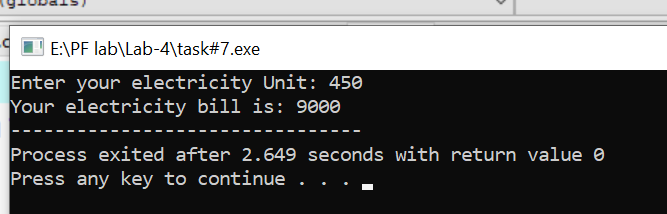 (globals)
E:\PF lab\Lab-4\task#7.exe
Enter your electricity Unit: 450
Your electricity bill is: 9000
--------------------------------
Process exited after 2.649 seconds with return value 0
Press any key to continue . . .